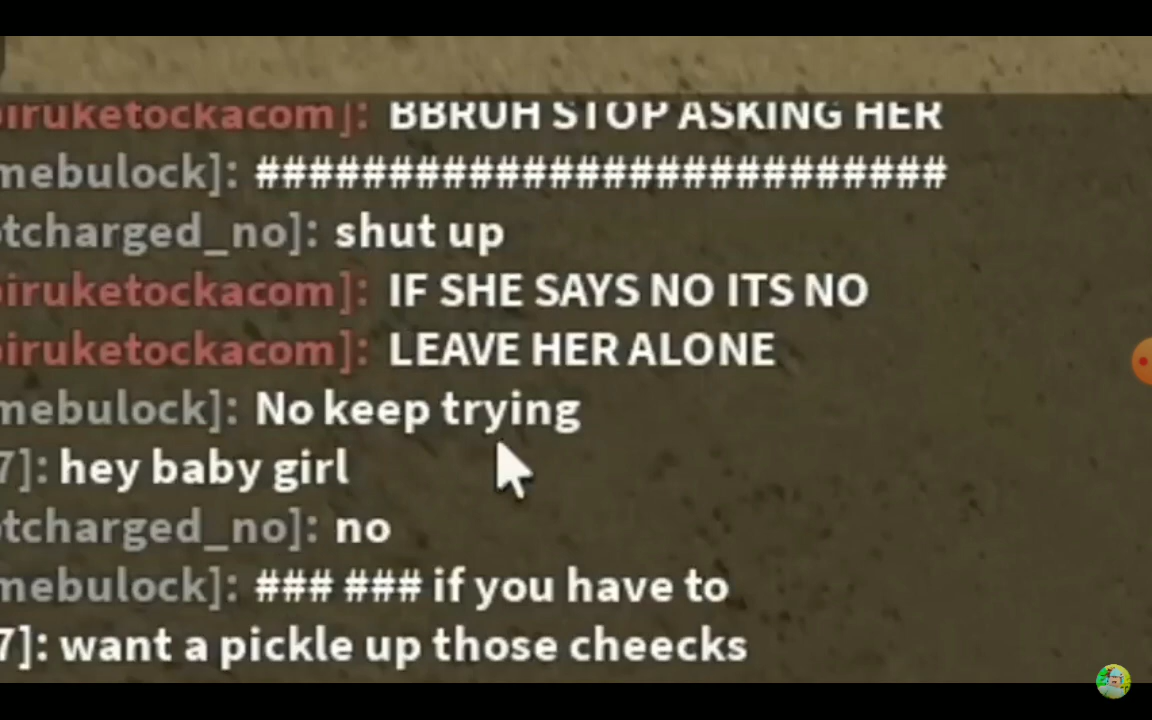 iruketockacom]: BBRUH STOP ASKING HER
mebulock]: ##########################
tcharged_no]: shut up
iruketockacom]: IF SHE SAYS NO ITS NO
iruketockacom]: LEAVE HER ALONE
mebulock]: No keep trying
7]: hey baby girl
tcharged_no]: no
mebulock]: ### ### if you have to
7]: want a pickle up those cheecks